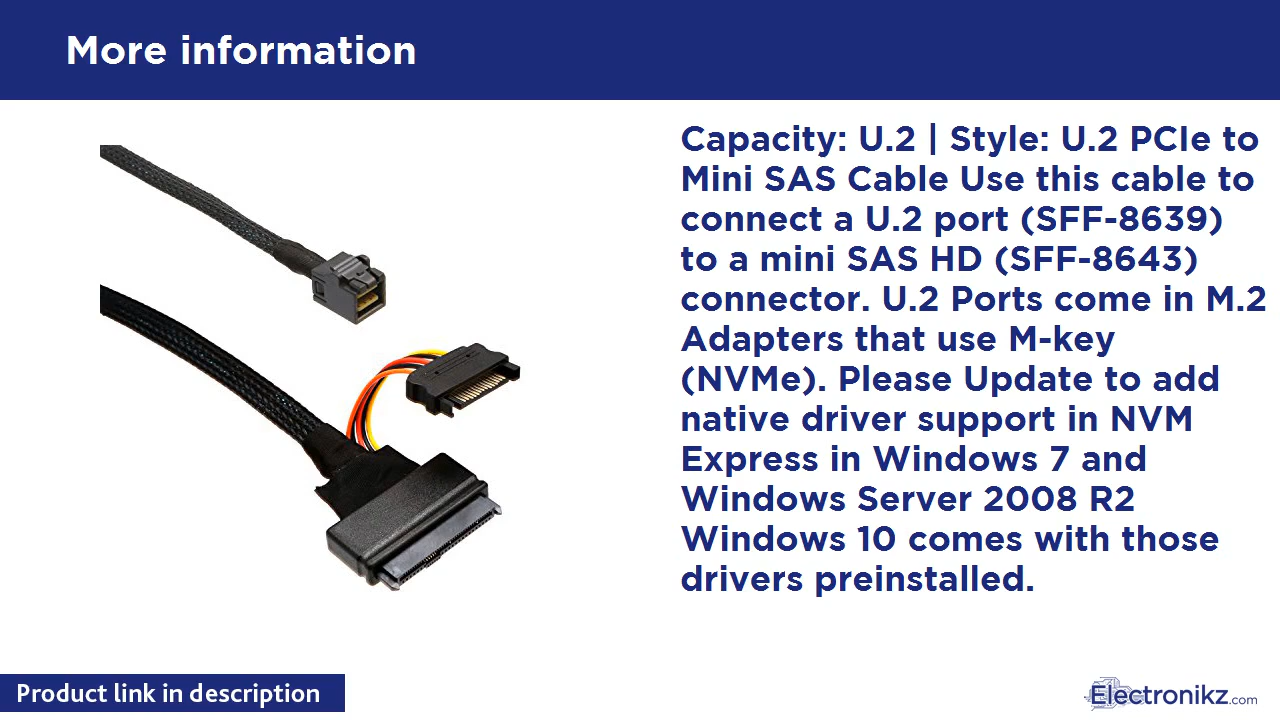 More information
Capacity: U.2 | Style: U.2 PCIe to
Mini SAS Cable Use this cable to
connect a U.2 port (SFF-8639)
to a mini SAS HD (SFF-8643)
connector. U.2 Ports come in M.2
Adapters that use M-key
(NVMe). Please Update to add
native driver support in NVM
Express in Windows 7 and
Windows Server 2008 R2
Windows 10 comes with those
drivers preinstalled.
Product link in description
Electronikz.com